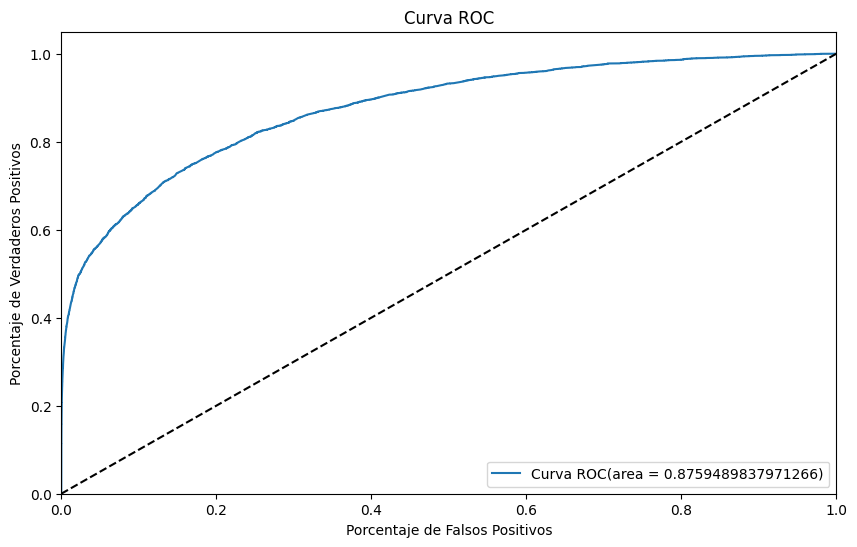 Curva ROC
1.0
0.8
0.6
0.4
0.2
0.0
Porcentaje de Verdaderos Positivos
Curva ROC(area = 0.8759489837971266)
0.0 0.2 0.4 0.6 0.8 1.0
Porcentaje de Falsos Positivos